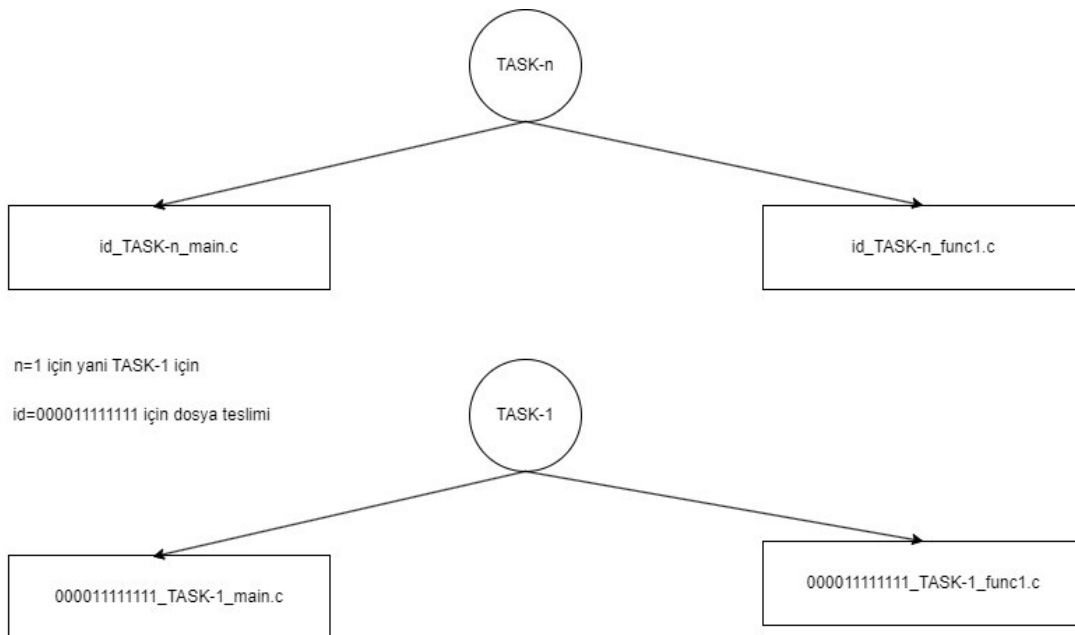 TASK-n
id_TASK-n_main.c
id_TASK-n_func1.c
n=1 için yani TASK-1 için
id=000011111111 için dosya teslimi
TASK-1
000011111111_TASK-1_main.c
000011111111_TASK-1_func1.c